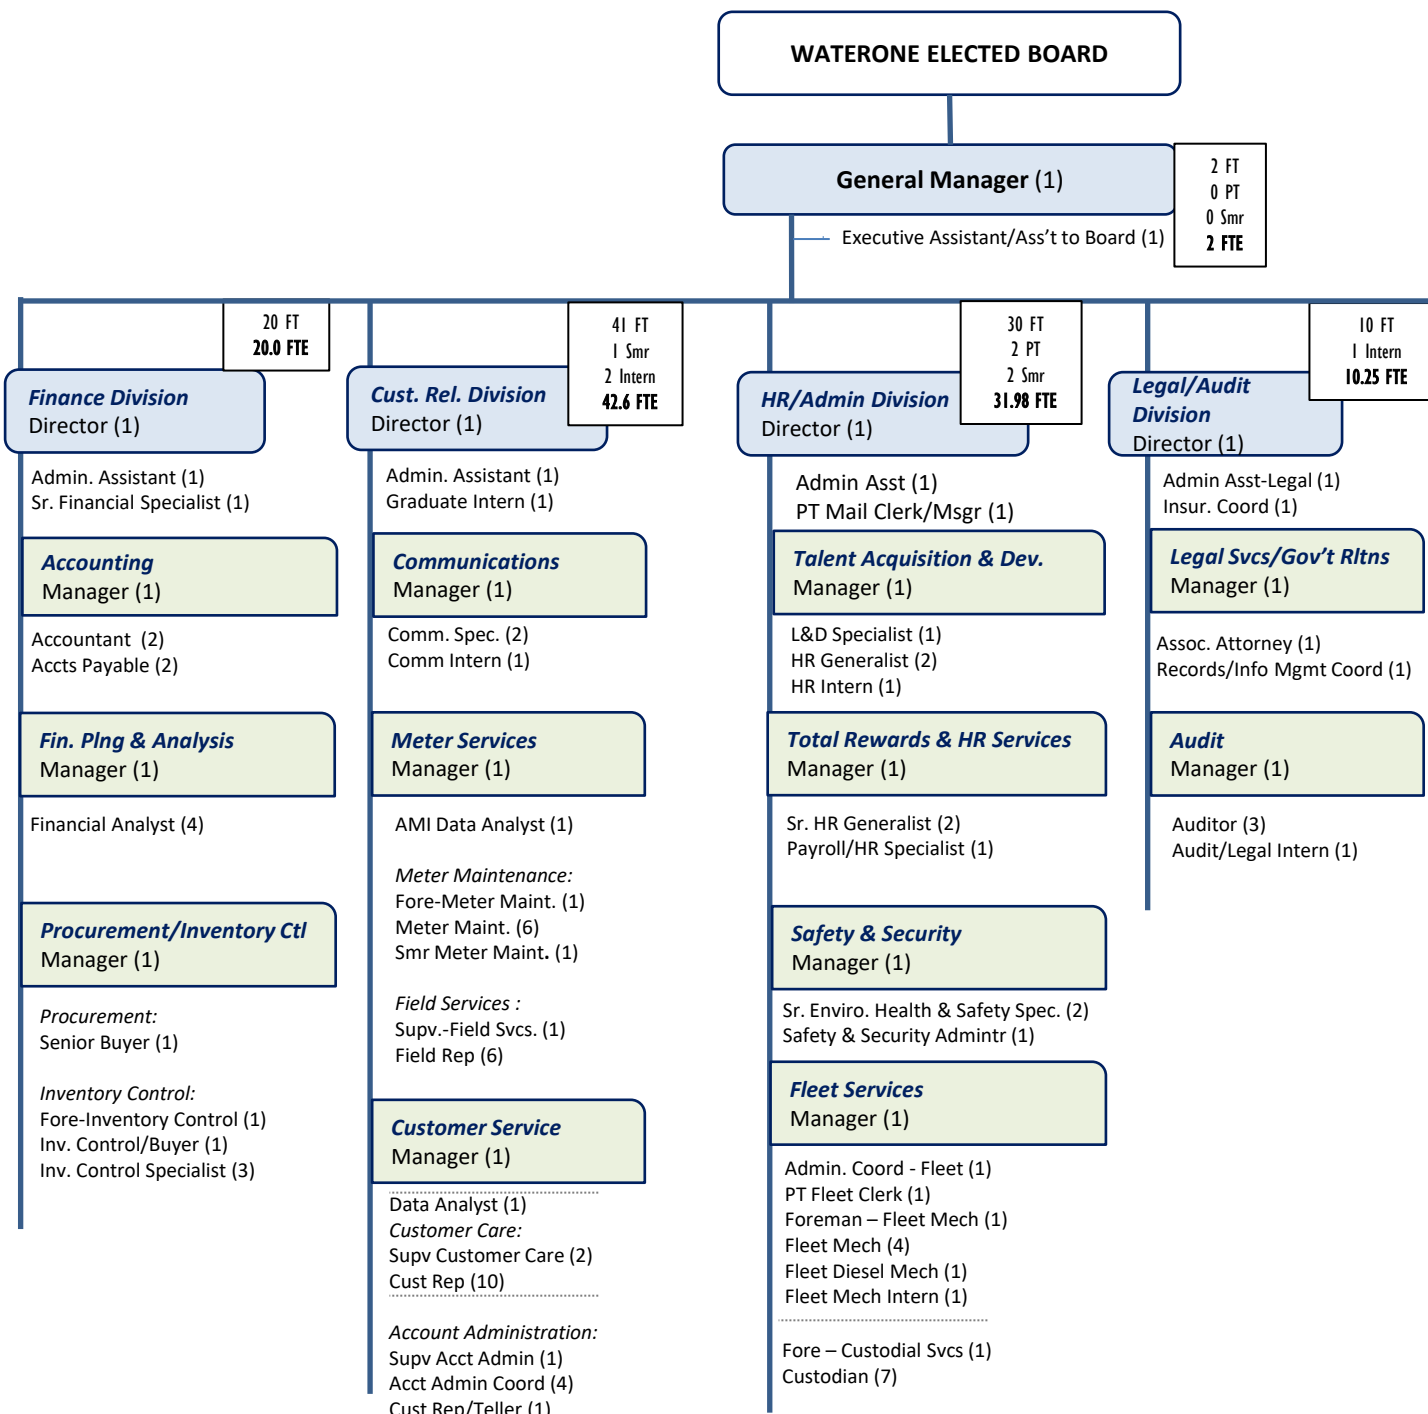 WATERONE ELECTED BOARD
General Manager (1)
2 FT
0 PT
0 Smr
2 FTE
Executive Assistant/Ass't to Board (1)
20 FT
20.0 FTE
Finance Division
Director (1)
Admin. Assistant (1)
Sr. Financial Specialist (1)
Accounting
Manager (1)
Accountant (2)
Accts Payable (2)
Fin. Plng & Analysis
Manager (1)
Financial Analyst (4)
Procurement/Inventory Ctl
Manager (1)
Procurement:
Senior Buyer (1)
Inventory Control:
Fore-Inventory Control (1)
Inv. Control/Buyer (1)
Inv. Control Specialist (3)
41 FT
1 Smr
2 Intern
42.6 FTE
Cust. Rel. Division
Director (1)
Admin. Assistant (1)
Graduate Intern (1)
Communications
Manager (1)
Comm. Spec. (2)
Comm Intern (1)
Meter Services
Manager (1)
AMI Data Analyst (1)
Meter Maintenance:
Fore-Meter Maint. (1)
Meter Maint. (6)
Smr Meter Maint. (1)
Field Services :
Supv.-Field Svcs. (1)
Field Rep (6)
Customer Service
Manager (1)
Data Analyst (1)
Customer Care:
Supv Customer Care (2)
Cust Rep (10)
Account Administration:
Supv Acct Admin (1)
Acct Admin Coord (4)
Cust Rep/Teller (1)
30 FT
2 PT
2 Smr
31.98 FTE
HR/Admin Division
Director (1)
Admin Asst (1)
PT Mail Clerk/Msgr (1)
Talent Acquisition & Dev.
Manager (1)
L&D Specialist (1)
HR Generalist (2)
HR Intern (1)
Total Rewards & HR Services
Manager (1)
Sr. HR Generalist (2)
Payroll/HR Specialist (1)
Safety & Security
Manager (1)
Sr. Enviro. Health & Safety Spec. (2)
Safety & Security Admintr (1)
Fleet Services
Manager (1)
Admin. Coord - Fleet (1)
PT Fleet Clerk (1)
Foreman – Fleet Mech (1)
Fleet Mech (4)
Fleet Diesel Mech (1)
Fleet Mech Intern (1)
Fore – Custodial Svcs (1)
Custodian (7)
10 FT
1 Intern
10.25 FTE
Legal/Audit
Division
Director (1)
Admin Asst-Legal (1)
Insur. Coord (1)
Legal Svcs/Gov't Rltns
Manager (1)
Assoc. Attorney (1)
Records/Info Mgmt Coord (1)
Audit
Manager (1)
Auditor (3)
Audit/Legal Intern (1)